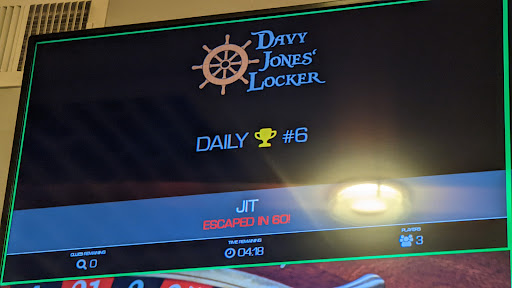 DAVY
JONES'
LOCKER
DAILY #6
JIT
ESCAPED IN 60!
CLUES REMAINING
0
TIME REMAINING
04:18
PLAYERS
3